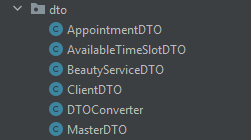 dto
AppointmentDTO
AvailableTimeSlotDTO
BeautyServiceDTO
ClientDTO
DTOConverter
MasterDTO